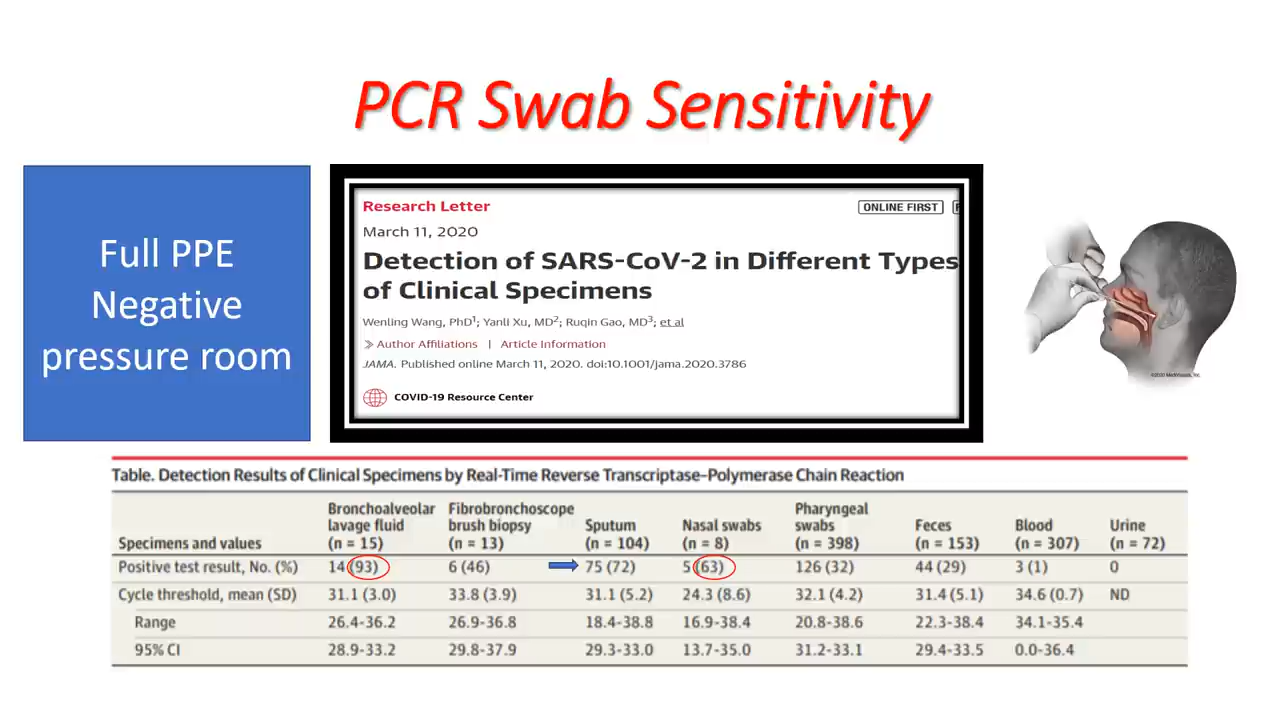 PCR Swab Sensitivity
Full PPE
Negative
pressure room
Research Letter
ONLINE FIRST
March 11, 2020
Detection of SARS-CoV-2 in Different Types
of Clinical Specimens
Wenling Wang, PhD1; Yanli Xu, MD2; Ruqin Gao, MD3; et al
Author Affiliations | Article Information
JAMA. Published online March 11, 2020. doi:10.1001/jama.2020.3786
COVID-19 Resource Center
©2020 MediVisuals, Inc.
Table. Detection Results of Clinical Specimens by Real-Time Reverse Transcriptase–Polymerase Chain Reaction
Specimens and values Bronchoalveolar lavage fluid (n = 15) Fibrobronchoscope brush biopsy (n = 13) Sputum (n = 104) Nasal swabs (n = 8) Pharyngeal swabs (n = 398) Feces (n = 153) Blood (n = 307) Urine (n = 72)
Positive test result, No. (%) 14 (93) 6 (46) 75 (72) 5 (63) 126 (32) 44 (29) 3 (1) 0
Cycle threshold, mean (SD) 31.1 (3.0) 33.8 (3.9) 31.1 (5.2) 24.3 (8.6) 32.1 (4.2) 31.4 (5.1) 34.6 (0.7) ND
Range 26.4-36.2 26.9-36.8 18.4-38.8 16.9-38.4 20.8-38.6 22.3-38.4 34.1-35.4
95% CI 28.9-33.2 29.8-37.9 29.3-33.0 13.7-35.0 31.2-33.1 29.4-33.5 0.0-36.4